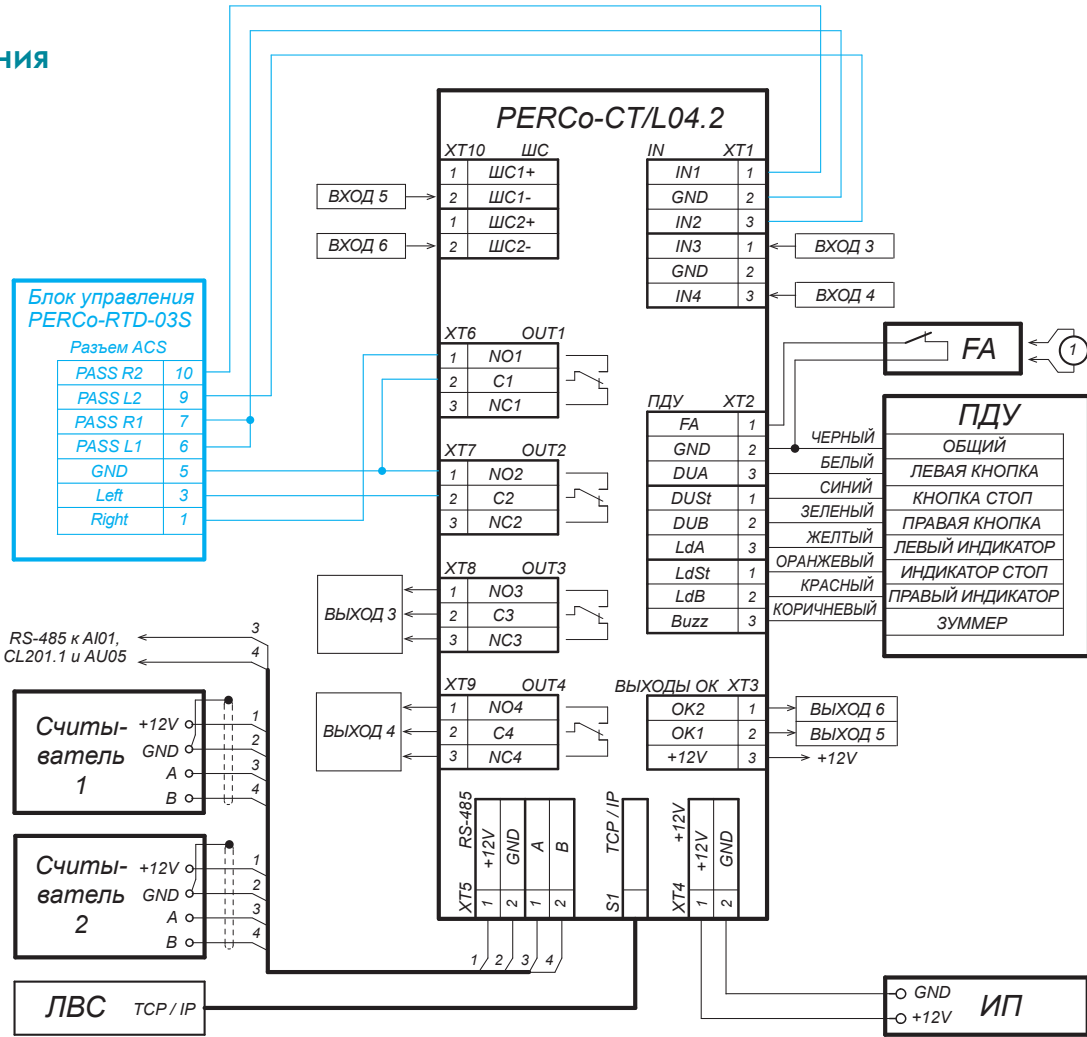 ния
PERCo-CT/L04.2
XT10 ШС
1 ШС1+
2 ШС1-
1 ШС2+
2 ШС2-
ВХОД 5
ВХОД 6
IN XT1
IN1 1
GND 2
IN2 3
IN3 1
GND 2
IN4 3
ВХОД 3
ВХОД 4
Блок управления
PERCo-RTD-03S
Разъем ACS
PASS R2 10
PASS L2 9
PASS R1 7
PASS L1 6
GND 5
Left 3
Right 1
XT6 OUT1
1 NO1
2 C1
3 NC1
XT7 OUT2
1 NO2
2 C2
3 NC2
XT8 OUT3
1 NO3
2 C3
3 NC3
ВЫХОД 3
XT9 OUT4
1 NO4
2 C4
3 NC4
ВЫХОД 4
FA
1
ПДУ XT2
FA 1
GND 2
DUA 3
DUSt 1
DUB 2
LdA 3
LdSt 1
LdB 2
Buzz 3
ЧЕРНЫЙ
БЕЛЫЙ
СИНИЙ
ЗЕЛЕНЫЙ
ЖЕЛТЫЙ
ОРАНЖЕВЫЙ
КРАСНЫЙ
КОРИЧНЕВЫЙ
ПДУ
ОБЩИЙ
ЛЕВАЯ КНОПКА
КНОПКА СТОП
ПРАВАЯ КНОПКА
ЛЕВЫЙ ИНДИКАТОР
ИНДИКАТОР СТОП
ПРАВЫЙ ИНДИКАТОР
ЗУММЕР
ВЫХОДЫ ОК XT3
OK2 1
OK1 2
+12V 3
ВЫХОД 6
ВЫХОД 5
+12V
RS-485 к AI01,
CL201.1 и AU05
3
4
Считы-
ватель
1
+12V 1
GND 2
A 3
B 4
Считы-
ватель
2
+12V 1
GND 2
A 3
B 4
XT5 RS-485
1 +12V
2 GND
1 A
2 B
1 2 3 4
S1 TCP / IP
XT4 +12V
1 +12V
2 GND
ЛВС TCP / IP
GND
+12V
ИП